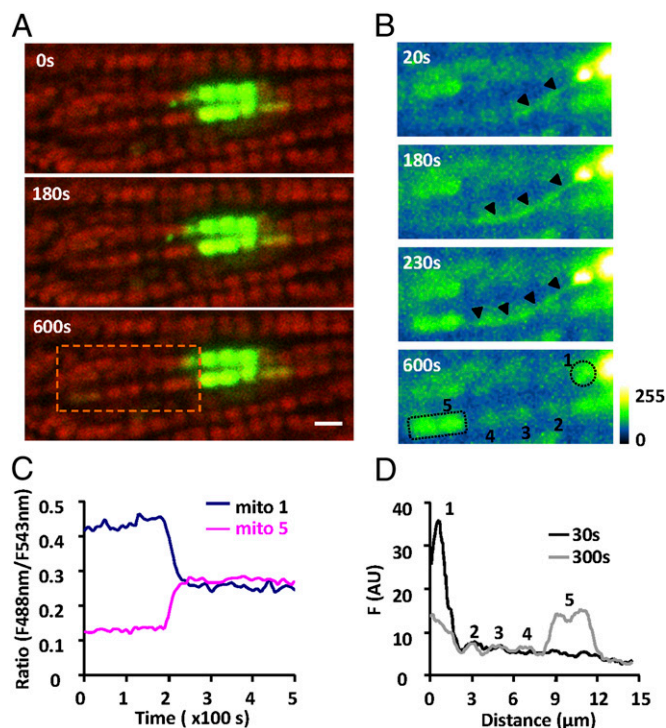 A
0s
180s
600s
B
20s
180s
230s
600s
1
5
4
3
2
255
0
C
Ratio (F488nm/F543nm)
0.5
0.4
0.3
0.2
0.1
0
mito 1
mito 5
0 1 2 3 4 5
Time ( x100 s)
D
F (AU)
40
30
20
10
0
1
30s
300s
2 3 4 5
0 3 6 9 12 15
Distance (µm)